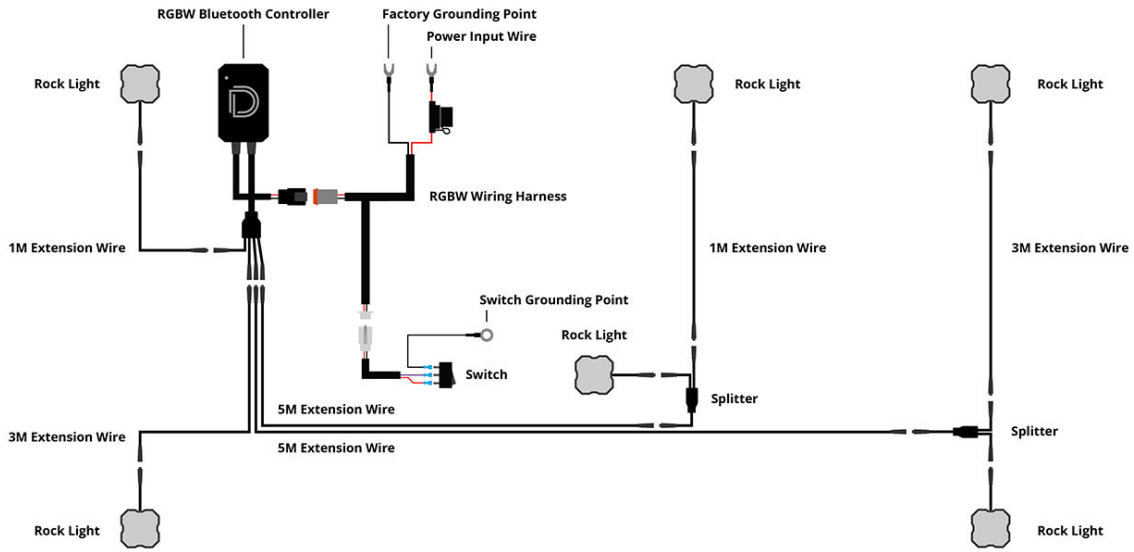 RGBW Bluetooth Controller
Factory Grounding Point
Power Input Wire
Rock Light
Rock Light
Rock Light
RGBW Wiring Harness
1M Extension Wire
1M Extension Wire
3M Extension Wire
Switch Grounding Point
Rock Light
Switch
Splitter
5M Extension Wire
3M Extension Wire
5M Extension Wire
Splitter
Rock Light
Rock Light